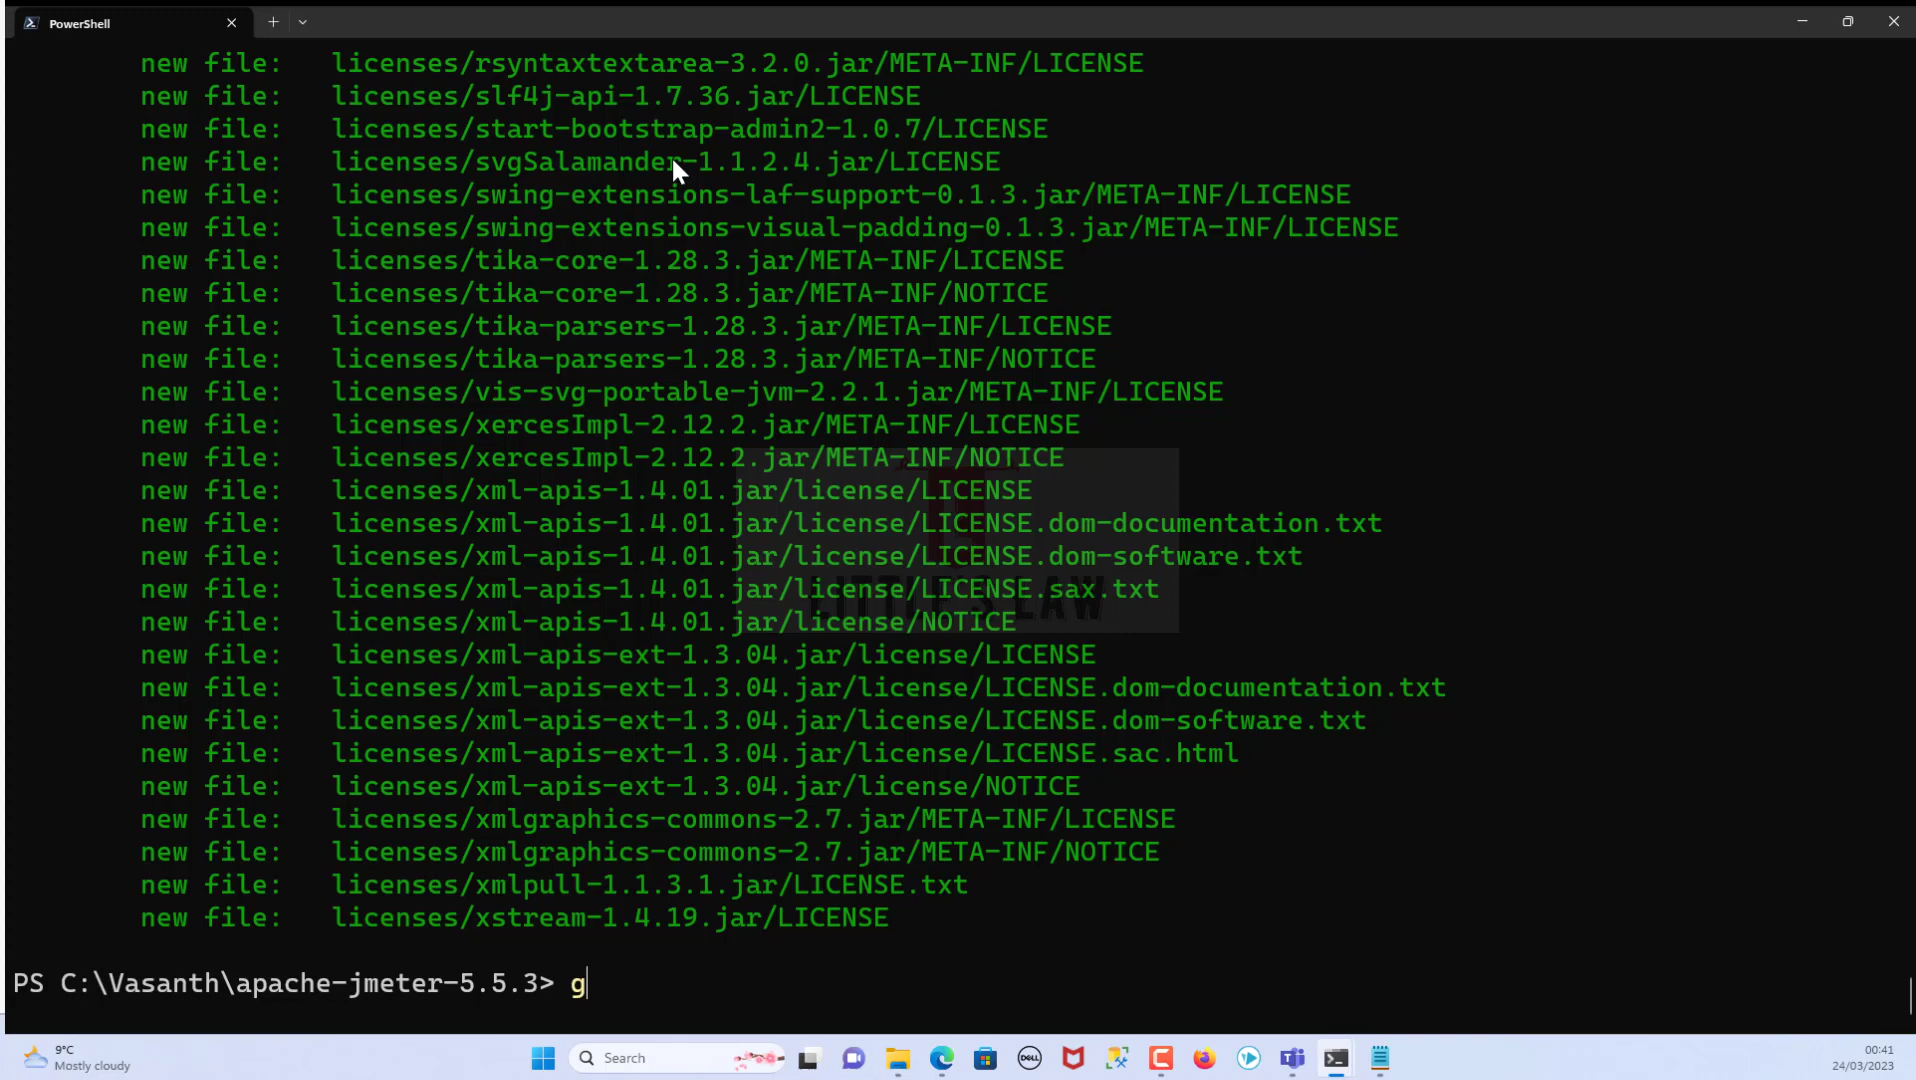 PowerShell
new file: licenses/rsyntaxtextarea-3.2.0.jar/META-INF/LICENSE
new file: licenses/slf4j-api-1.7.36.jar/LICENSE
new file: licenses/start-bootstrap-admin2-1.0.7/LICENSE
new file: licenses/svgSalamander-1.1.2.4.jar/LICENSE
new file: licenses/swing-extensions-laf-support-0.1.3.jar/META-INF/LICENSE
new file: licenses/swing-extensions-visual-padding-0.1.3.jar/META-INF/LICENSE
new file: licenses/tika-core-1.28.3.jar/META-INF/LICENSE
new file: licenses/tika-core-1.28.3.jar/META-INF/NOTICE
new file: licenses/tika-parsers-1.28.3.jar/META-INF/LICENSE
new file: licenses/tika-parsers-1.28.3.jar/META-INF/NOTICE
new file: licenses/vis-svg-portable-jvm-2.2.1.jar/META-INF/LICENSE
new file: licenses/xercesImpl-2.12.2.jar/META-INF/LICENSE
new file: licenses/xercesImpl-2.12.2.jar/META-INF/NOTICE
new file: licenses/xml-apis-1.4.01.jar/license/LICENSE
new file: licenses/xml-apis-1.4.01.jar/license/LICENSE.dom-documentation.txt
new file: licenses/xml-apis-1.4.01.jar/license/LICENSE.dom-software.txt
new file: licenses/xml-apis-1.4.01.jar/license/LICENSE.sax.txt
LITTLE'S LAW
new file: licenses/xml-apis-1.4.01.jar/license/NOTICE
new file: licenses/xml-apis-ext-1.3.04.jar/license/LICENSE
new file: licenses/xml-apis-ext-1.3.04.jar/license/LICENSE.dom-documentation.txt
new file: licenses/xml-apis-ext-1.3.04.jar/license/LICENSE.dom-software.txt
new file: licenses/xml-apis-ext-1.3.04.jar/license/LICENSE.sac.html
new file: licenses/xml-apis-ext-1.3.04.jar/license/NOTICE
new file: licenses/xmlgraphics-commons-2.7.jar/META-INF/LICENSE
new file: licenses/xmlgraphics-commons-2.7.jar/META-INF/NOTICE
new file: licenses/xmlpull-1.1.3.1.jar/LICENSE.txt
new file: licenses/xstream-1.4.19.jar/LICENSE
PS C:\Vasanth\apache-jmeter-5.5.3> g
9°C
Mostly cloudy
Search
DELL
00:41
24/03/2023